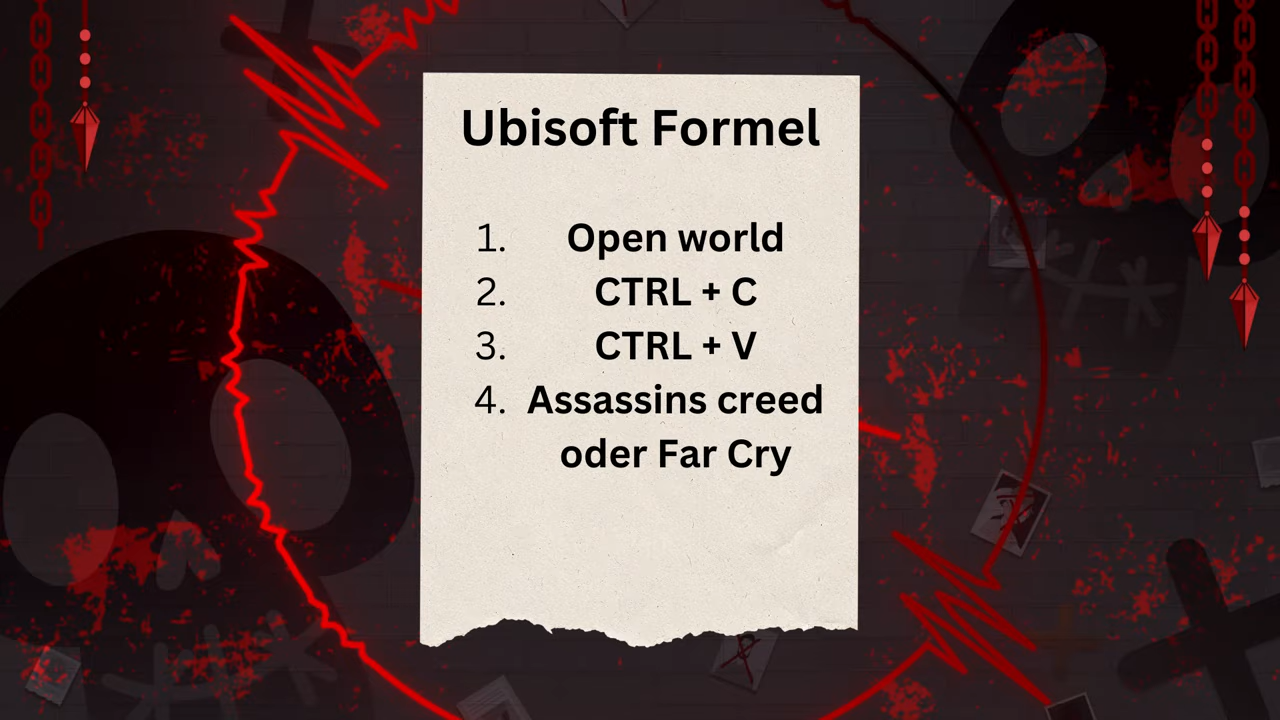 Ubisoft Formel
1. Open world
2. CTRL + C
3. CTRL + V
4. Assassins creed
oder Far Cry